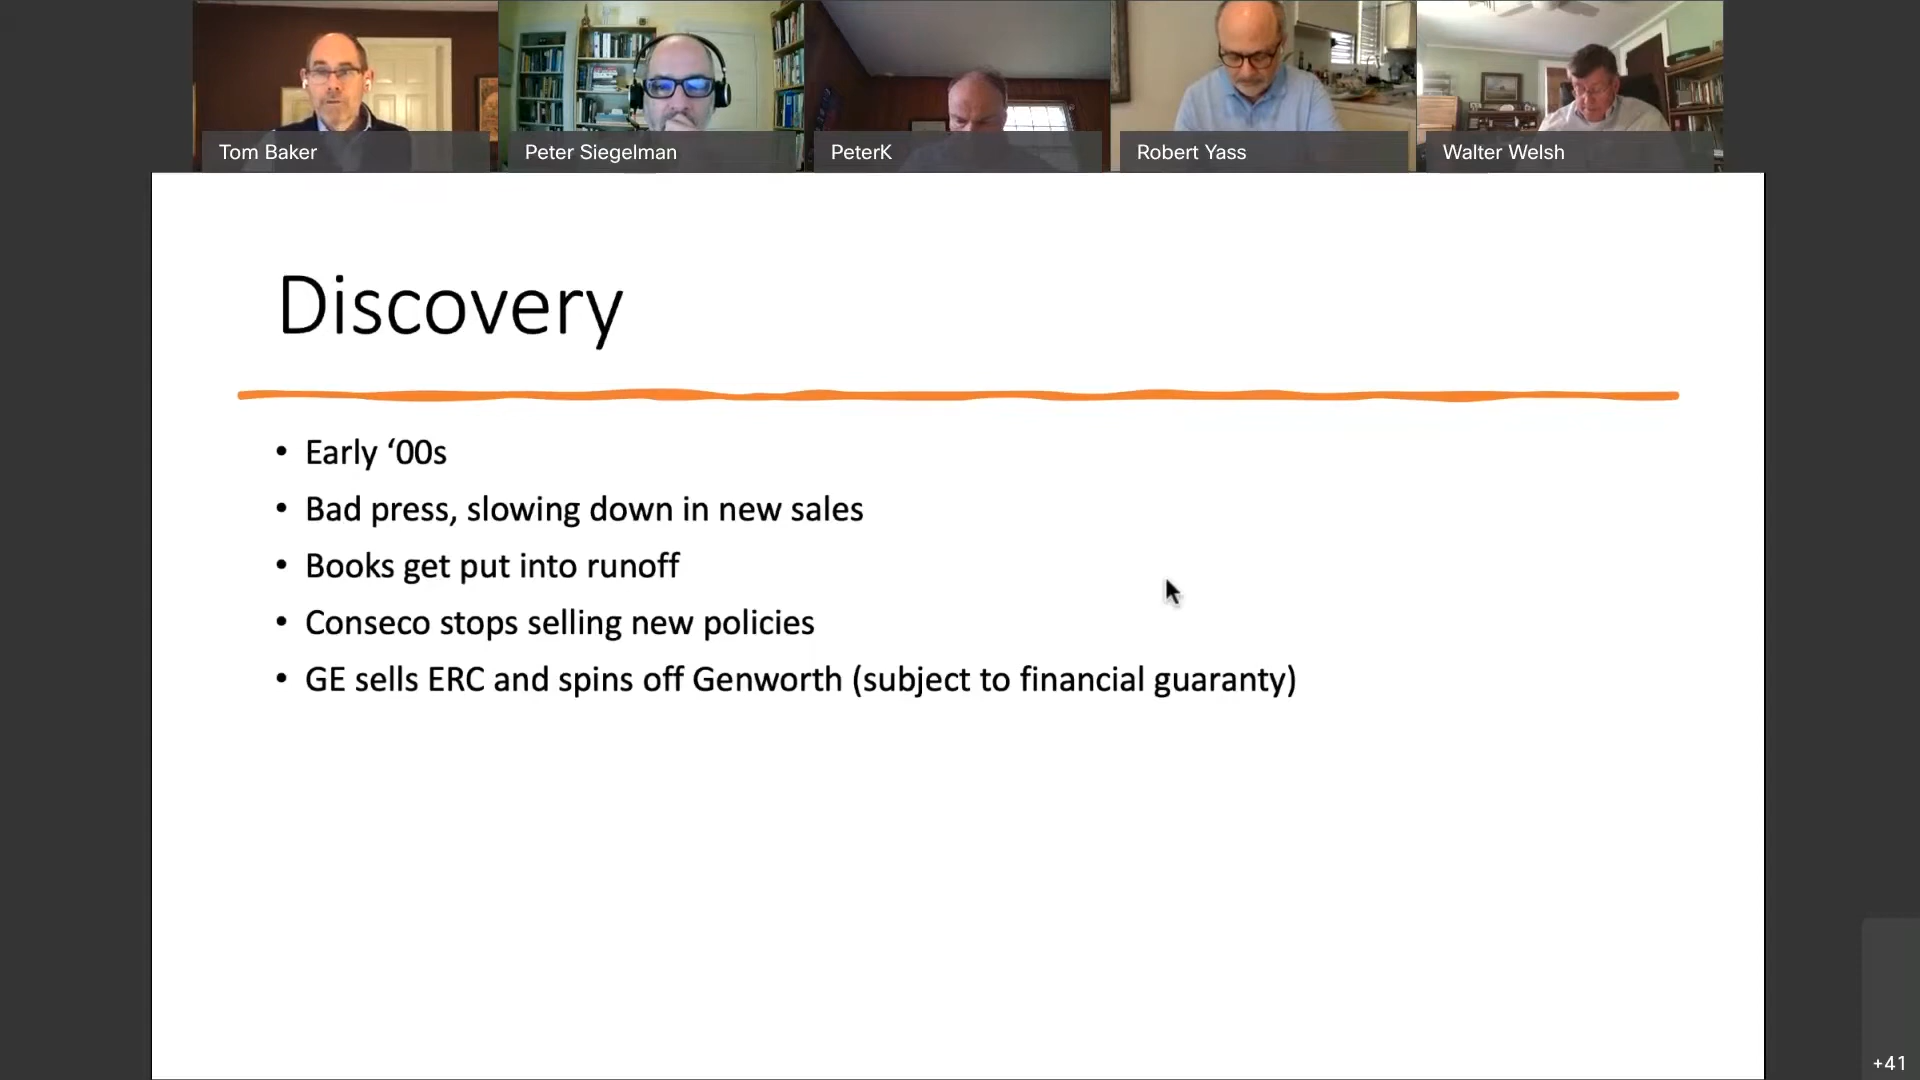 Tom Baker
Peter Siegelman
PeterK
Robert Yass
Walter Welsh
Discovery
• Early ‘00s
• Bad press, slowing down in new sales
• Books get put into runoff
• Conseco stops selling new policies
• GE sells ERC and spins off Genworth (subject to financial guaranty)
+41